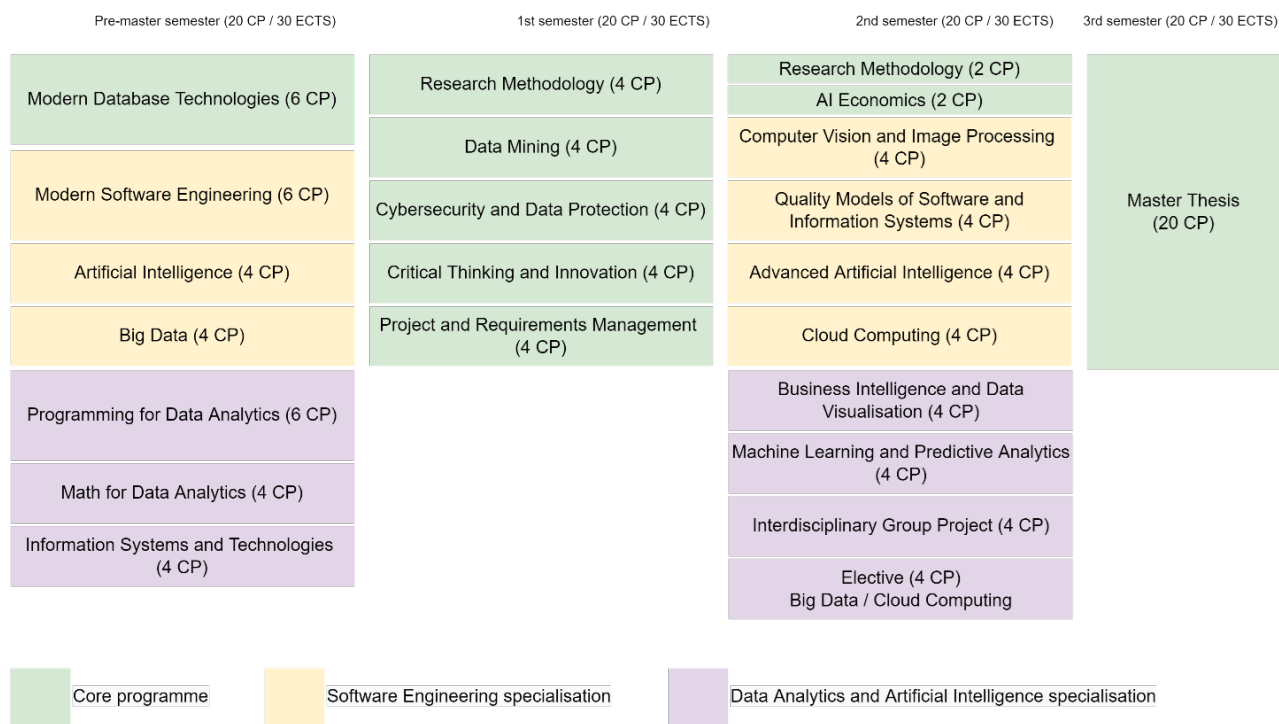 Pre-master semester (20 CP / 30 ECTS)
1st semester (20 CP / 30 ECTS)
2nd semester (20 CP / 30 ECTS)
3rd semester (20 CP / 30 ECTS)
Modern Database Technologies (6 CP)
Modern Software Engineering (6 CP)
Artificial Intelligence (4 CP)
Big Data (4 CP)
Programming for Data Analytics (6 CP)
Math for Data Analytics (4 CP)
Information Systems and Technologies
(4 CP)
Research Methodology (4 CP)
Data Mining (4 CP)
Cybersecurity and Data Protection (4 CP)
Critical Thinking and Innovation (4 CP)
Project and Requirements Management
(4 CP)
Research Methodology (2 CP)
AI Economics (2 CP)
Computer Vision and Image Processing
(4 CP)
Quality Models of Software and
Information Systems (4 CP)
Advanced Artificial Intelligence (4 CP)
Cloud Computing (4 CP)
Business Intelligence and Data
Visualisation (4 CP)
Machine Learning and Predictive Analytics
(4 CP)
Interdisciplinary Group Project (4 CP)
Elective (4 CP)
Big Data / Cloud Computing
Master Thesis
(20 CP)
Core programme
Software Engineering specialisation
Data Analytics and Artificial Intelligence specialisation